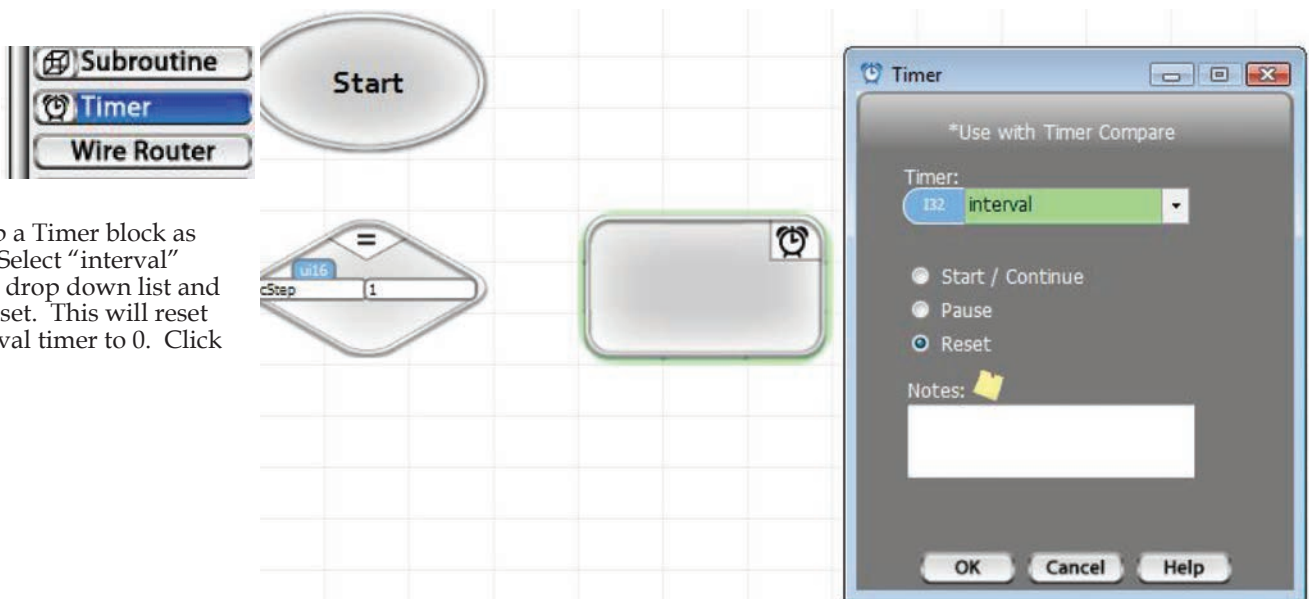 Subroutine
Timer
Wire Router
a Timer block as
Select “interval”
drop down list and
set. This will reset
val timer to 0. Click
Start
=
ui16
cStep
1
Timer
*Use with Timer Compare
Timer:
I32
interval
Start / Continue
Pause
Reset
Notes:
OK
Cancel
Help